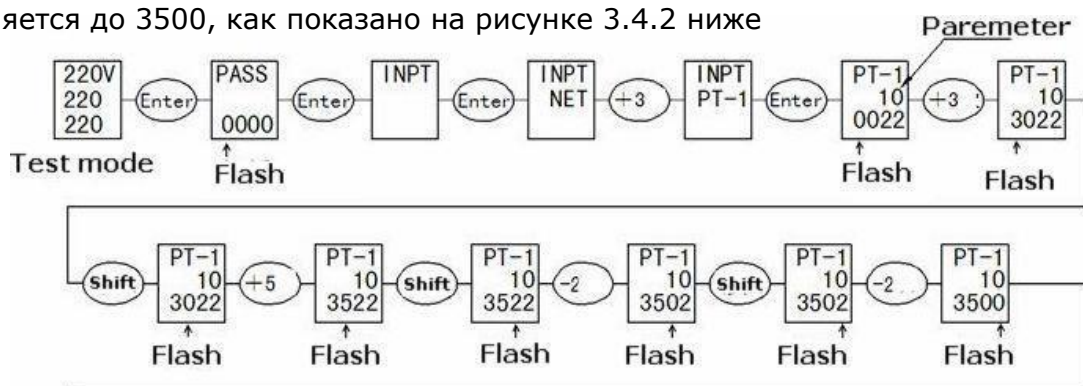 яется до 3500, как показано на рисунке 3.4.2 ниже
Paremeter
220V
220
220
Enter
PASS
0000
Enter
INPT
Enter
INPT
NET
+3
INPT
PT-1
Enter
PT-1
10
0022
+3
PT-1
10
3022
Test mode
Flash
Flash
Flash
Shift
PT-1
10
3022
+5
PT-1
10
3522
Shift
PT-1
10
3522
-2
PT-1
10
3502
Shift
PT-1
10
3502
-2
PT-1
10
3500
Flash
Flash
Flash
Flash
Flash
Flash